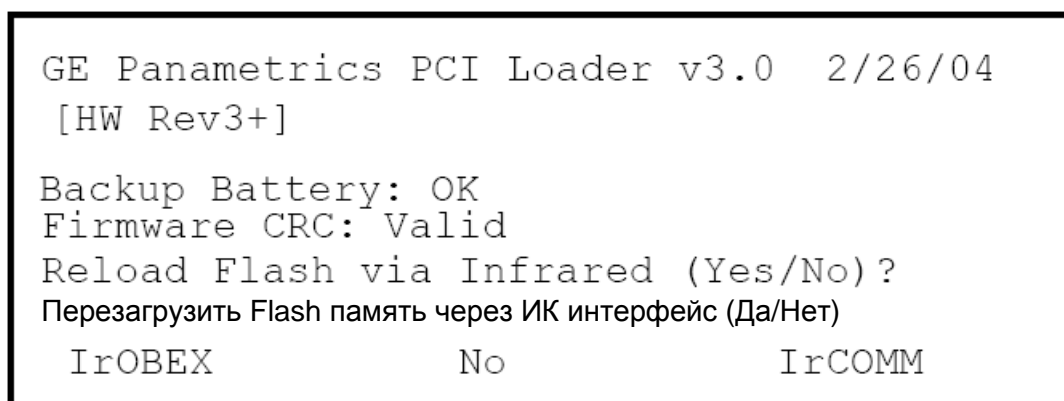 GE Panametrics PCI Loader v3.0 2/26/04
[HW Rev3+]
Backup Battery: OK
Firmware CRC: Valid
Reload Flash via Infrared (Yes/No)?
Перезагрузить Flash память через ИК интерфейс (Да/Нет)
IrOBEX No IrCOMM